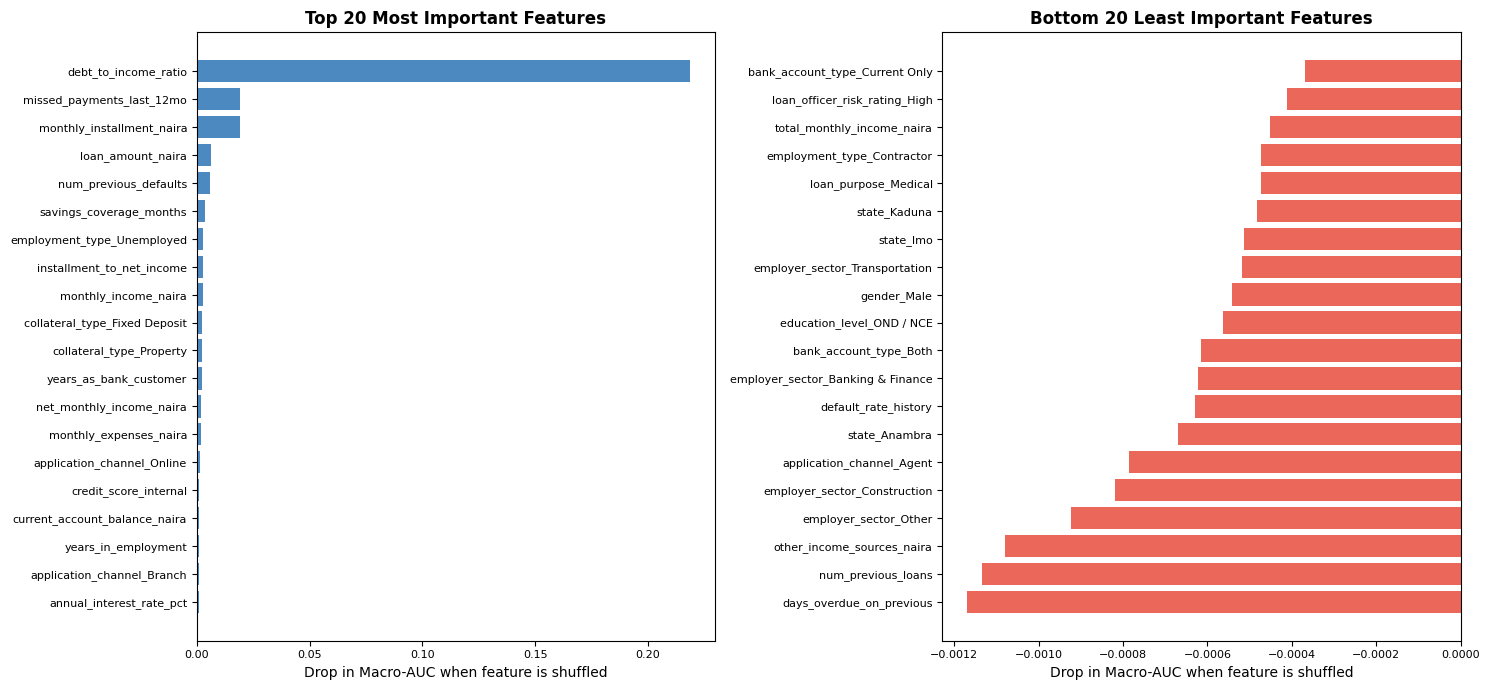 Top 20 Most Important Features
debt_to_income_ratio
missed_payments_last_12mo
monthly_installment_naira
loan_amount_naira
num_previous_defaults
savings_coverage_months
employment_type_Unemployed
installment_to_net_income
monthly_income_naira
collateral_type_Fixed Deposit
collateral_type_Property
years_as_bank_customer
net_monthly_income_naira
monthly_expenses_naira
application_channel_Online
credit_score_internal
current_account_balance_naira
years_in_employment
application_channel_Branch
annual_interest_rate_pct
0.00 0.05 0.10 0.15 0.20
Drop in Macro-AUC when feature is shuffled
Bottom 20 Least Important Features
bank_account_type_Current Only
loan_officer_risk_rating_High
total_monthly_income_naira
employment_type_Contractor
loan_purpose_Medical
state_Kaduna
state_Imo
employer_sector_Transportation
gender_Male
education_level_OND / NCE
bank_account_type_Both
employer_sector_Banking & Finance
default_rate_history
state_Anambra
application_channel_Agent
employer_sector_Construction
employer_sector_Other
other_income_sources_naira
num_previous_loans
days_overdue_on_previous
−0.0012 −0.0010 −0.0008 −0.0006 −0.0004 −0.0002 0.0000
Drop in Macro-AUC when feature is shuffled